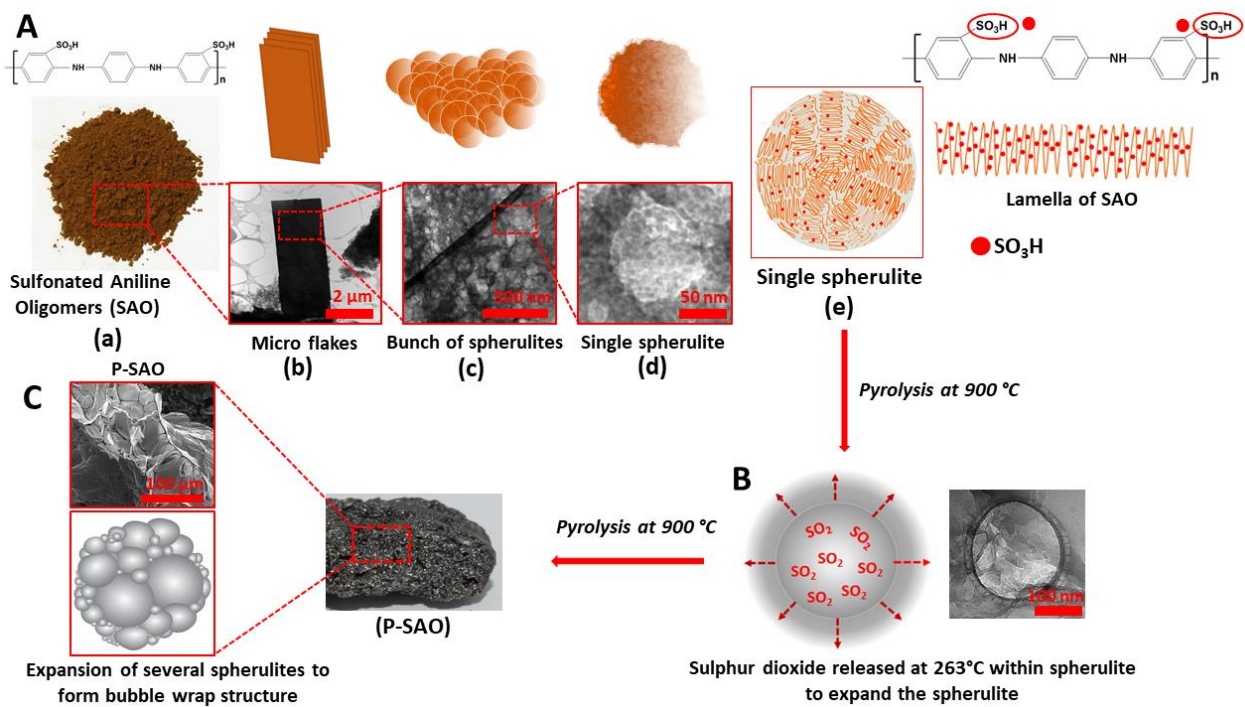 A
SO₃H
SO₃H
NH
NH
n
Sulfonated Aniline
Oligomers (SAO)
(a)
2 µm
Micro flakes
(b)
500 nm
Bunch of spherulites
(c)
50 nm
Single spherulite
(d)
Single spherulite
(e)
SO₃H
SO₃H
NH
NH
n
Lamella of SAO
SO₃H
Pyrolysis at 900 °C
B
SO₂
SO₂
SO₂
SO₂
SO₂
SO₂
SO₂
100 nm
Sulphur dioxide released at 263°C within spherulite
to expand the spherulite
Pyrolysis at 900 °C
C
P-SAO
100 µm
(P-SAO)
Expansion of several spherulites to
form bubble wrap structure